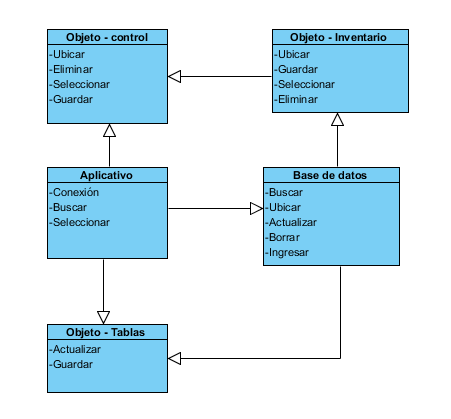 Objeto - control
-Ubicar
-Eliminar
-Seleccionar
-Guardar
Objeto - Inventario
-Ubicar
-Guardar
-Seleccionar
-Eliminar
Aplicativo
-Conexión
-Buscar
-Seleccionar
Base de datos
-Buscar
-Ubicar
-Actualizar
-Borrar
-Ingresar
Objeto - Tablas
-Actualizar
-Guardar